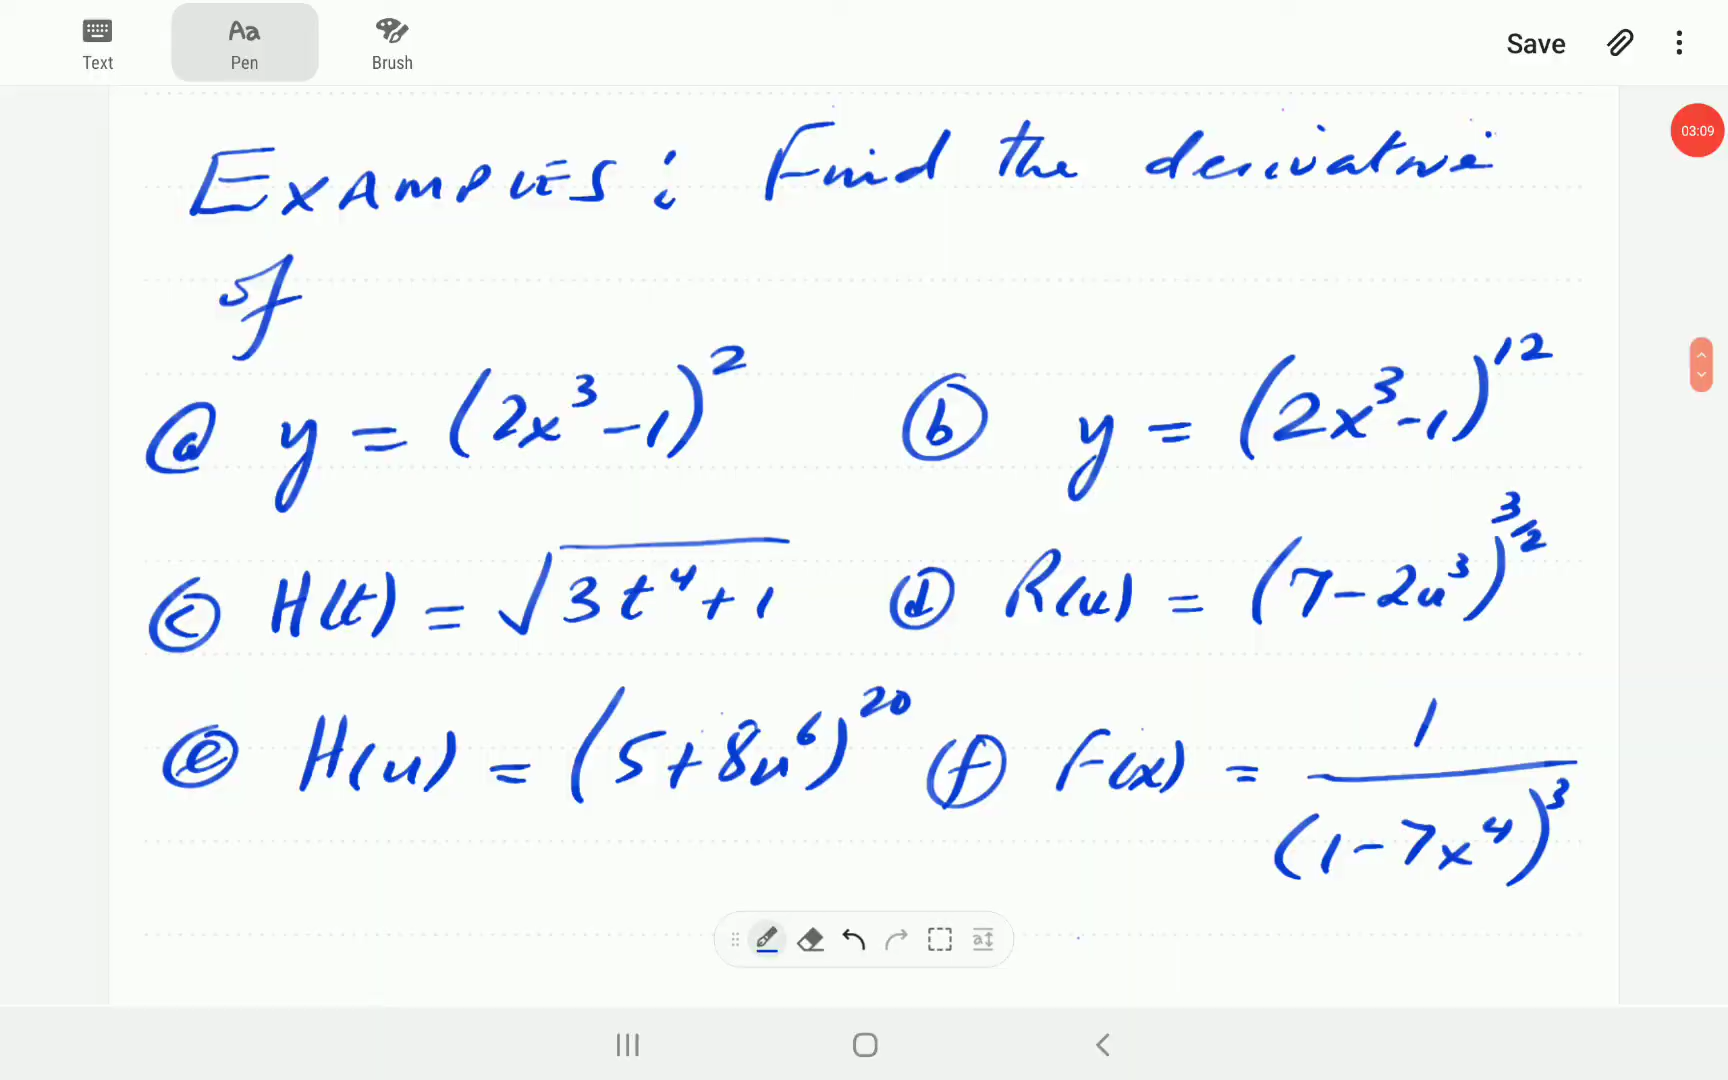 Text Pen Brush Save
03:09
EXAMPLES: Find the derivative
of
ⓐ y = (2x³-1)² ⓑ y = (2x³-1)¹²
ⓒ H(t) = √(3t⁴+1) ⓓ R(u) = (7-2u³)^3/2
ⓔ H(u) = (5+8u⁶)²⁰ ⓕ F(x) = 1/(1-7x⁴)³